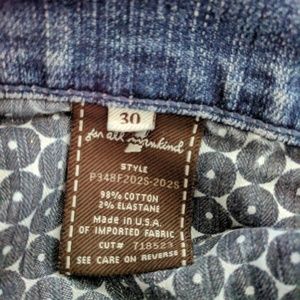 30
for all mankind
STYLE
P348F202S-202S
98% COTTON
2% ELASTANE
Made in U.S.A.
OF IMPORTED FABRIC
CUT# 718523
SEE CARE ON REVERSE